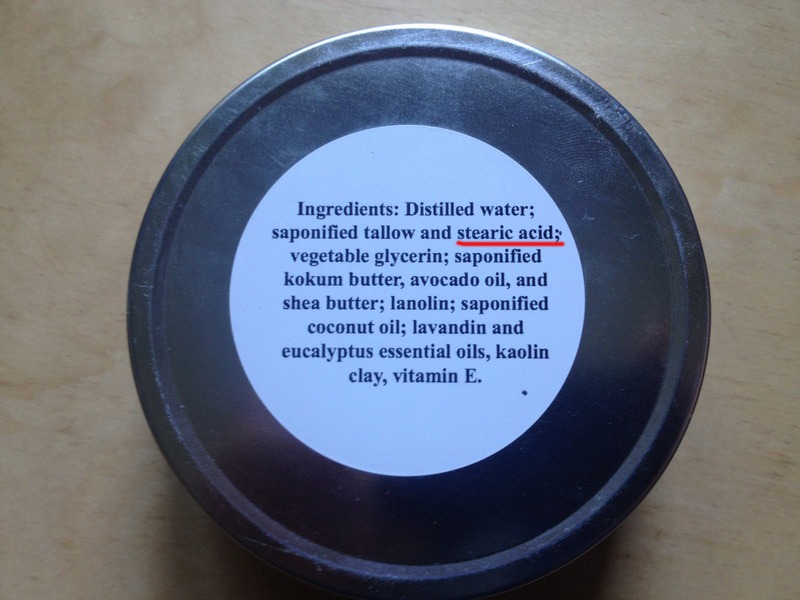 Ingredients: Distilled water;
saponified tallow and stearic acid;
vegetable glycerin; saponified
kokum butter, avocado oil, and
shea butter; lanolin; saponified
coconut oil; lavandin and
eucalyptus essential oils, kaolin
clay, vitamin E.